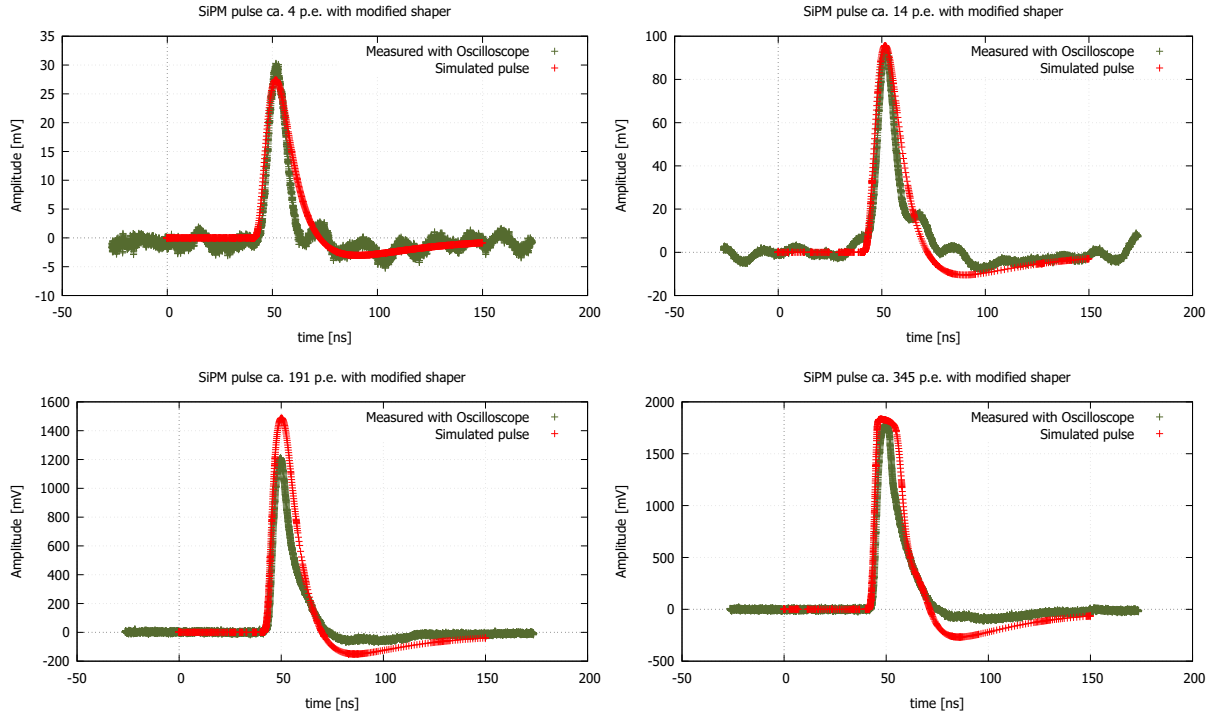 SiPM pulse ca. 4 p.e. with modified shaper
35
30
25
20
15
10
5
0
-5
-10
-50
0
50
100
150
200
Amplitude [mV]
time [ns]
Measured with Oscilloscope
Simulated pulse
SiPM pulse ca. 14 p.e. with modified shaper
100
80
60
40
20
0
-20
-50
0
50
100
150
200
Amplitude [mV]
time [ns]
Measured with Oscilloscope
Simulated pulse
SiPM pulse ca. 191 p.e. with modified shaper
1600
1400
1200
1000
800
600
400
200
0
-200
-50
0
50
100
150
200
Amplitude [mV]
time [ns]
Measured with Oscilloscope
Simulated pulse
SiPM pulse ca. 345 p.e. with modified shaper
2000
1500
1000
500
0
-500
-50
0
50
100
150
200
Amplitude [mV]
time [ns]
Measured with Oscilloscope
Simulated pulse